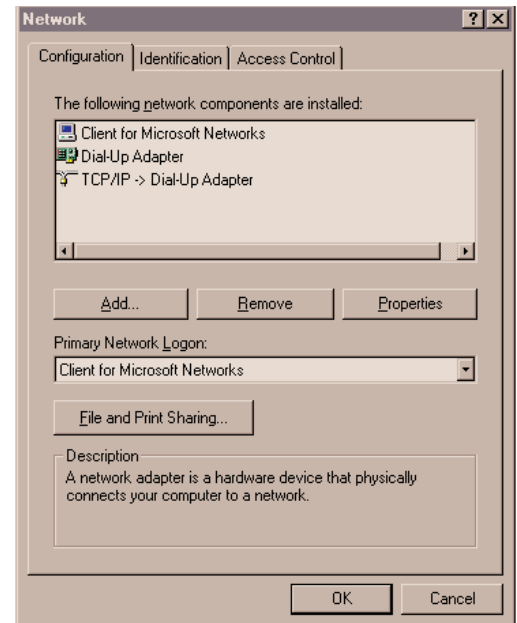 Network
Configuration Identification Access Control
The following network components are installed:
Client for Microsoft Networks
Dial-Up Adapter
TCP/IP -> Dial-Up Adapter
Add... Remove Properties
Primary Network Logon:
Client for Microsoft Networks
File and Print Sharing...
Description
A network adapter is a hardware device that physically
connects your computer to a network.
OK Cancel